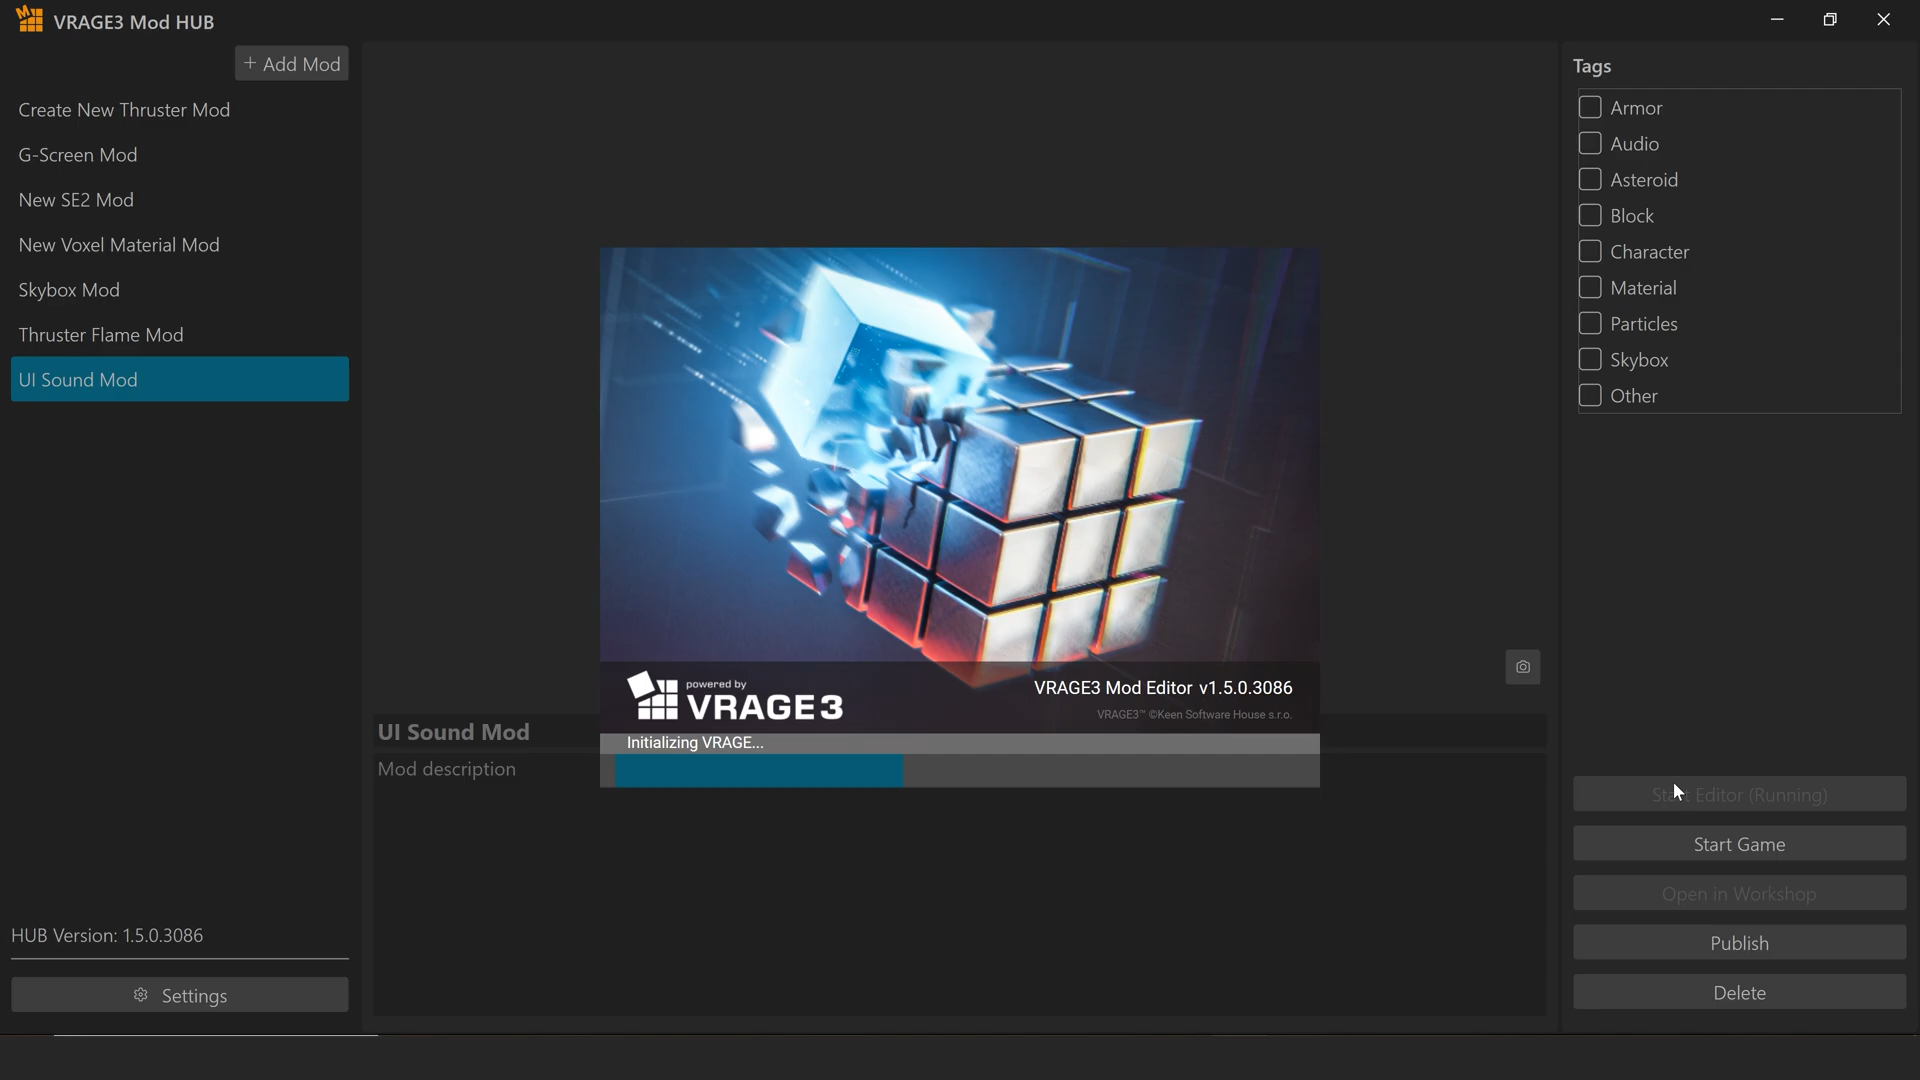 VRAGE3 Mod HUB
+ Add Mod
Create New Thruster Mod
G-Screen Mod
New SE2 Mod
New Voxel Material Mod
Skybox Mod
Thruster Flame Mod
UI Sound Mod
HUB Version: 1.5.0.3086
Settings
powered by
VRAGE3
VRAGE3 Mod Editor v1.5.0.3086
VRAGE3™ ©Keen Software House s.r.o.
Initializing VRAGE...
UI Sound Mod
Mod description
Tags
Armor
Audio
Asteroid
Block
Character
Material
Particles
Skybox
Other
Start Editor (Running)
Start Game
Open in Workshop
Publish
Delete